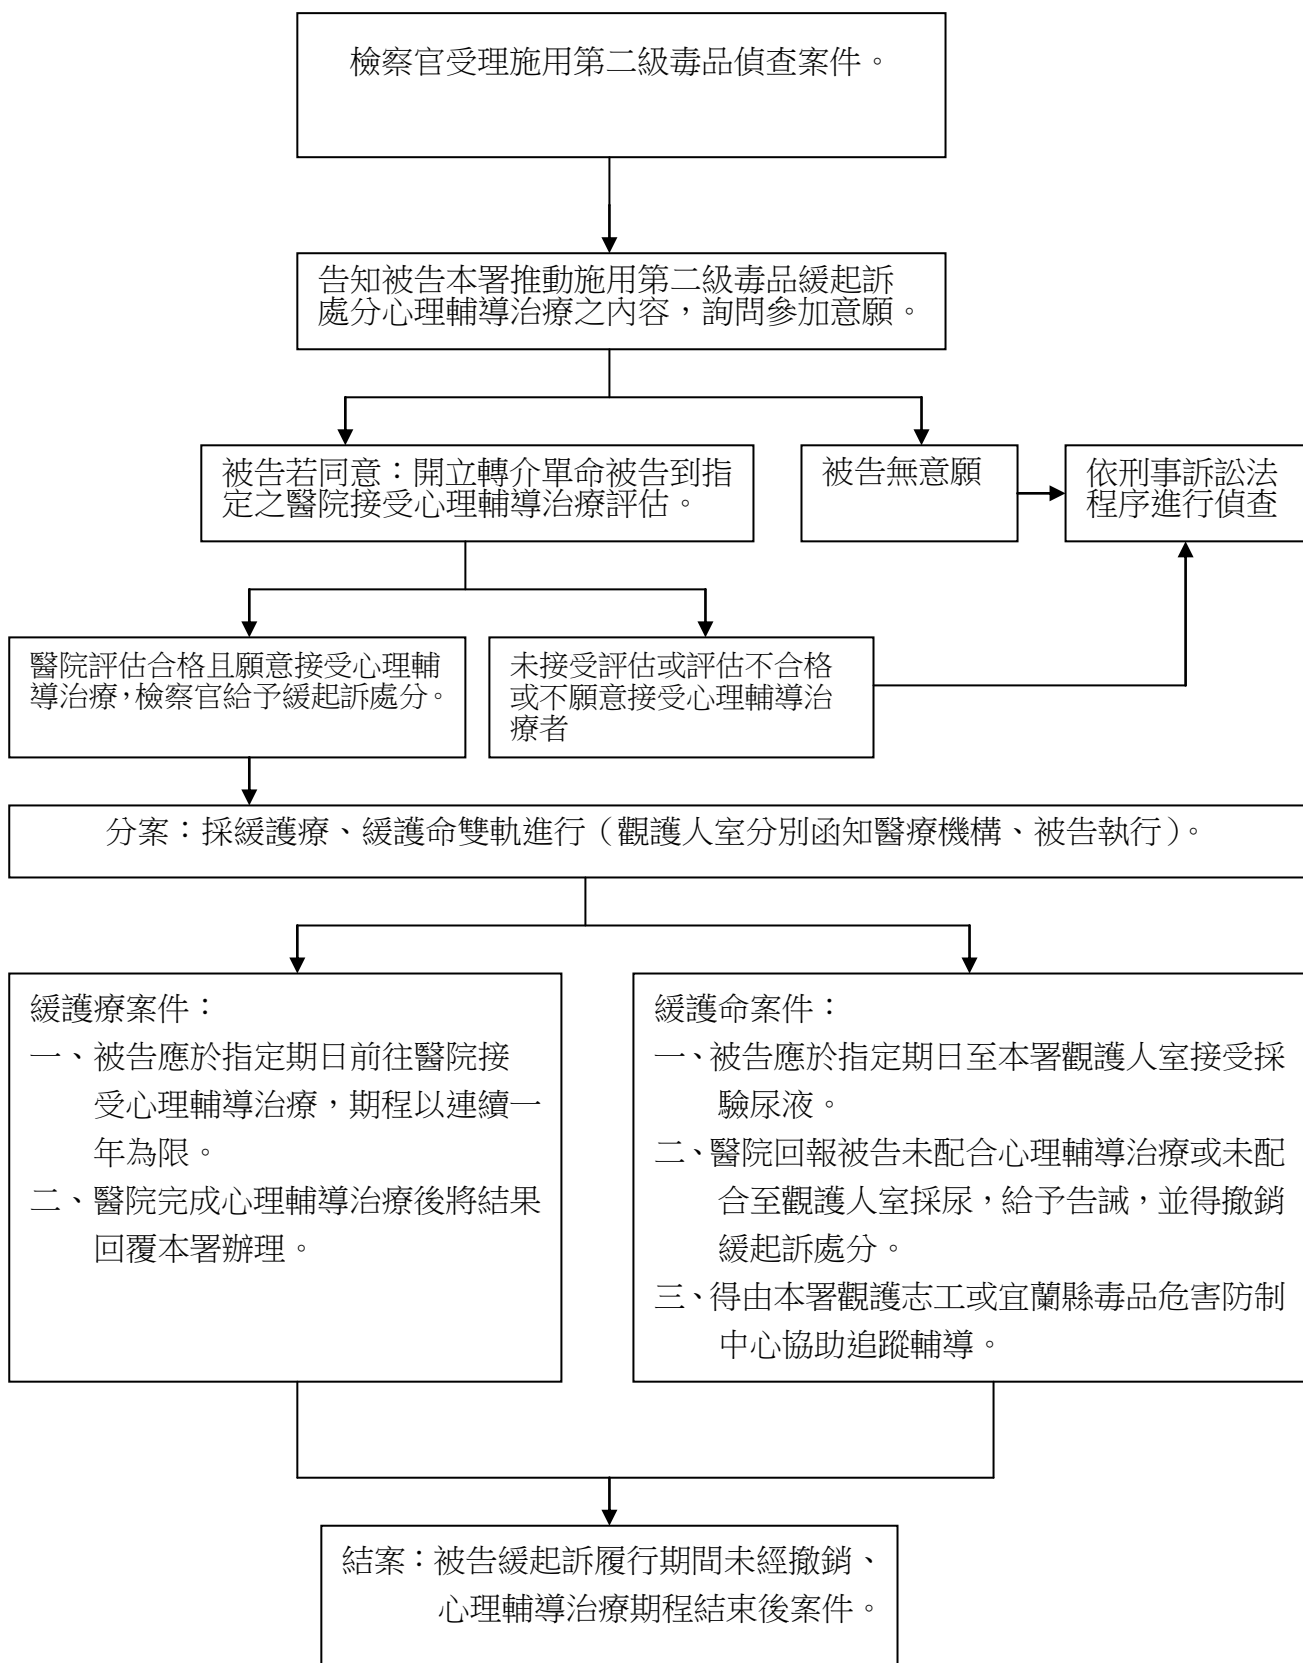 檢察官受理施用第二級毒品偵查案件。
告知被告本署推動施用第二級毒品緩起訴
處分心理輔導治療之內容，詢問參加意願。
被告若同意：開立轉介單命被告到指
定之醫院接受心理輔導治療評估。
被告無意願
依刑事訴訟法
程序進行偵查
醫院評估合格且願意接受心理輔
導治療，檢察官給予緩起訴處分。
未接受評估或評估不合格
或不願意接受心理輔導治
療者
分案：採緩護療、緩護命雙軌進行（觀護人室分別函知醫療機構、被告執行）。
緩護療案件：
一、被告應於指定期日前往醫院接
受心理輔導治療，期程以連續一
年為限。
二、醫院完成心理輔導治療後將結果
回覆本署辦理。
緩護命案件：
一、被告應於指定期日至本署觀護人室接受採
驗尿液。
二、醫院回報被告未配合心理輔導治療或未配
合至觀護人室採尿，給予告誡，並得撤銷
緩起訴處分。
三、得由本署觀護志工或宜蘭縣毒品危害防制
中心協助追蹤輔導。
結案：被告緩起訴履行期間未經撤銷、
心理輔導治療期程結束後案件。